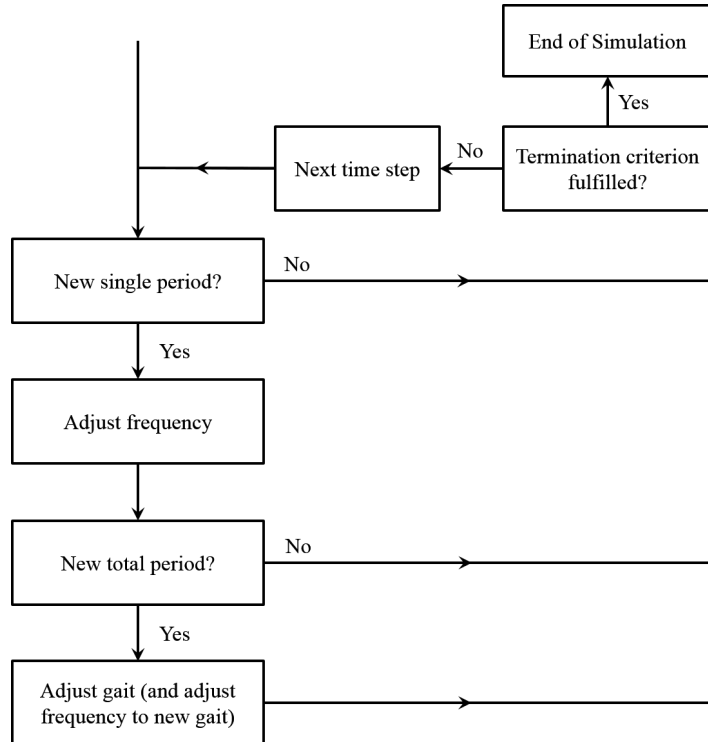 End of Simulation
Yes
Termination criterion
fulfilled?
No
Next time step
New single period?
No
Yes
Adjust frequency
New total period?
No
Yes
Adjust gait (and adjust
frequency to new gait)